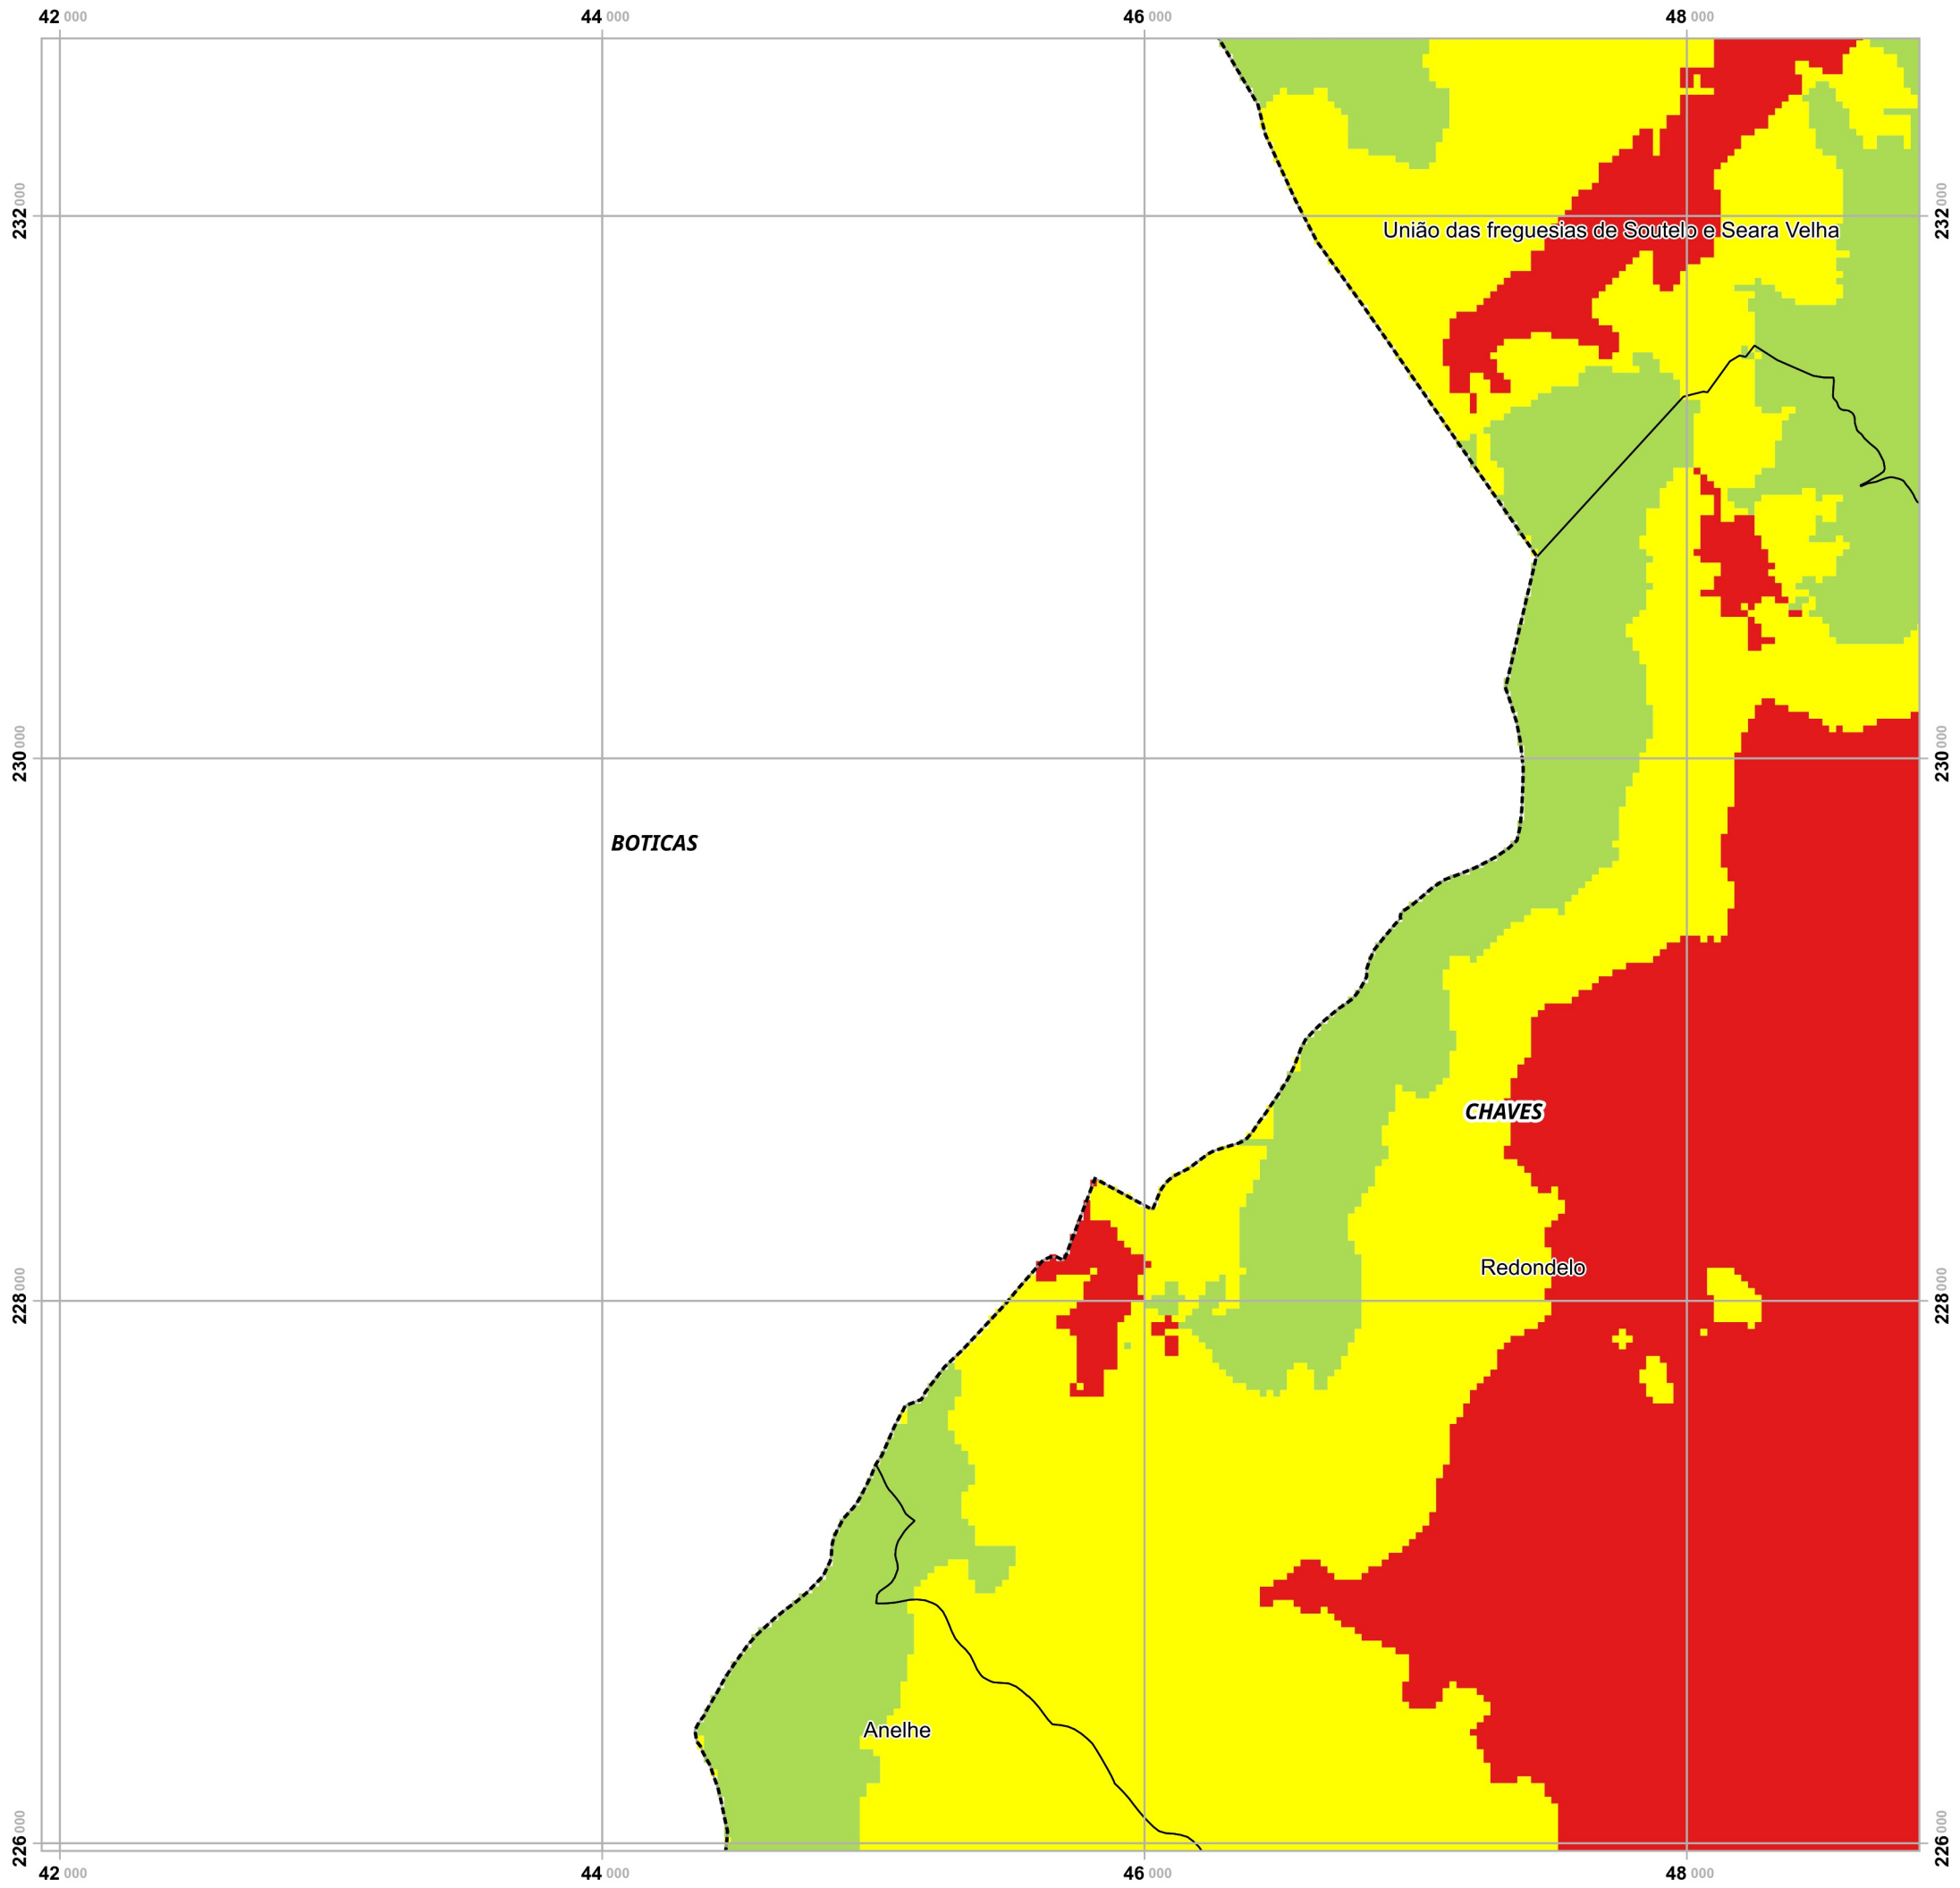 42 000 44 000 46 000 48 000
232 000 232 000
União das freguesias de Soutelo e Seara Velha
230 000 230 000
BOTICAS
CHAVES
Redondelo
228 000 228 000
Anelhe
226 000 226 000
42 000 44 000 46 000 48 000